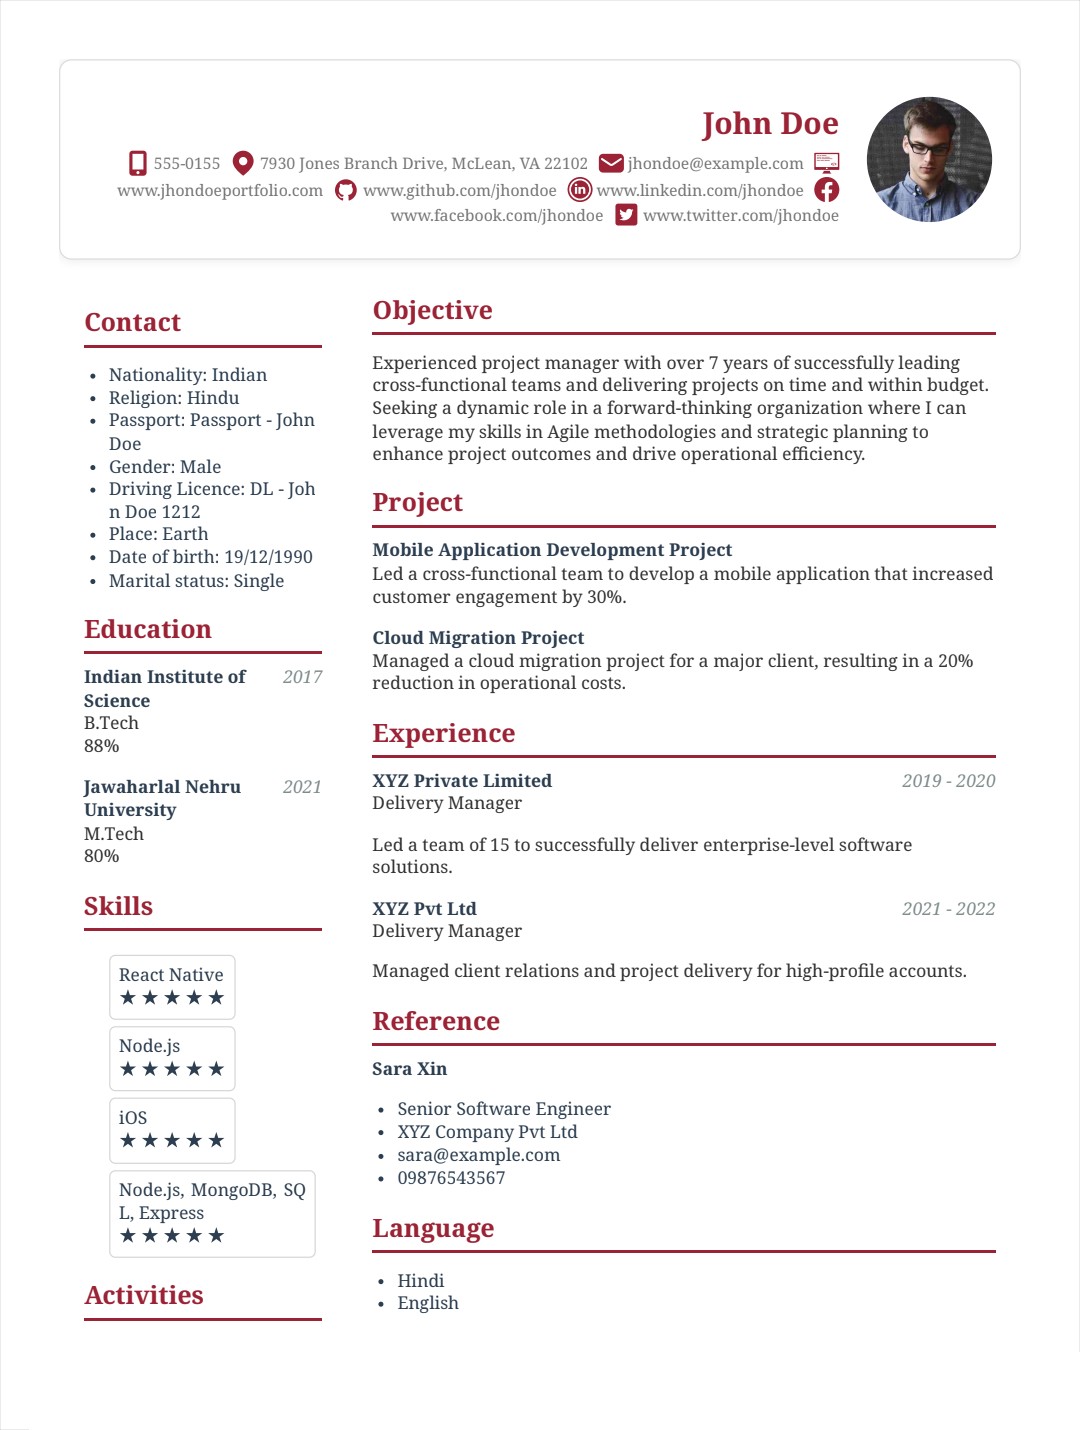 John Doe
555-0155 7930 Jones Branch Drive, McLean, VA 22102 jhondoe@example.com
www.jhondoeportfolio.com www.github.com/jhondoe www.linkedin.com/jhondoe
www.facebook.com/jhondoe www.twitter.com/jhondoe
Contact
• Nationality: Indian
• Religion: Hindu
• Passport: Passport - John
Doe
• Gender: Male
• Driving Licence: DL - Joh
n Doe 1212
• Place: Earth
• Date of birth: 19/12/1990
• Marital status: Single
Education
Indian Institute of 2017
Science
B.Tech
88%
Jawaharlal Nehru 2021
University
M.Tech
80%
Skills
React Native
★ ★ ★ ★ ★
Node.js
★ ★ ★ ★ ★
iOS
★ ★ ★ ★ ★
Node.js, MongoDB, SQ
L, Express
★ ★ ★ ★ ★
Activities
Objective
Experienced project manager with over 7 years of successfully leading
cross-functional teams and delivering projects on time and within budget.
Seeking a dynamic role in a forward-thinking organization where I can
leverage my skills in Agile methodologies and strategic planning to
enhance project outcomes and drive operational efficiency.
Project
Mobile Application Development Project
Led a cross-functional team to develop a mobile application that increased
customer engagement by 30%.
Cloud Migration Project
Managed a cloud migration project for a major client, resulting in a 20%
reduction in operational costs.
Experience
XYZ Private Limited 2019 - 2020
Delivery Manager
Led a team of 15 to successfully deliver enterprise-level software
solutions.
XYZ Pvt Ltd 2021 - 2022
Delivery Manager
Managed client relations and project delivery for high-profile accounts.
Reference
Sara Xin
• Senior Software Engineer
• XYZ Company Pvt Ltd
• sara@example.com
• 09876543567
Language
• Hindi
• English